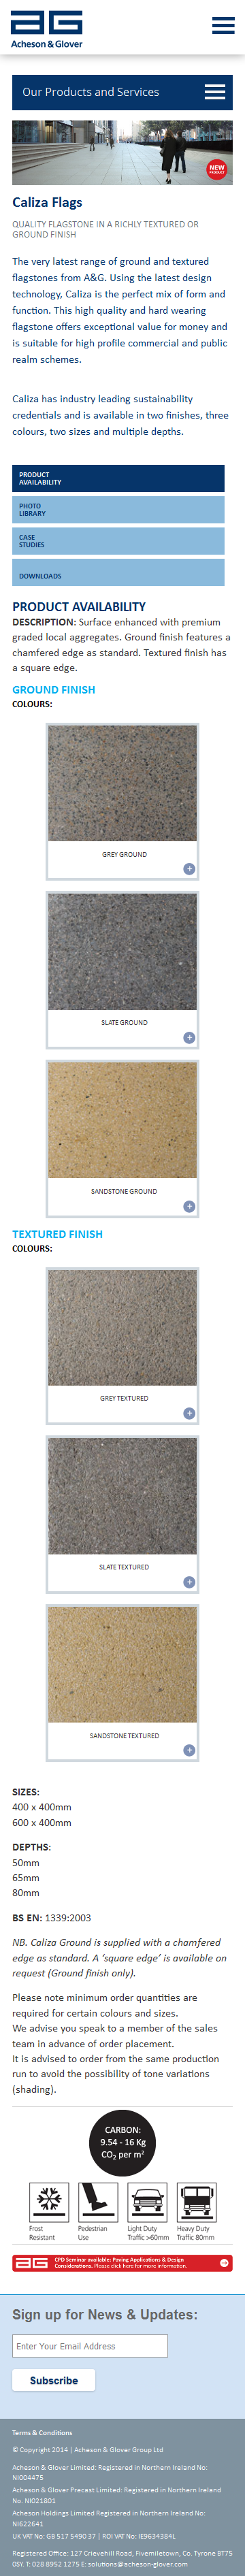 AG
Acheson & Glover
Our Products and Services
NEW
PRODUCT
Caliza Flags
QUALITY FLAGSTONE IN A RICHLY TEXTURED OR
GROUND FINISH
The very latest range of ground and textured
flagstones from A&G. Using the latest design
technology, Caliza is the perfect mix of form and
function. This high quality and hard wearing
flagstone offers exceptional value for money and
is suitable for high profile commercial and public
realm schemes.
Caliza has industry leading sustainability
credentials and is available in two finishes, three
colours, two sizes and multiple depths.
PRODUCT
AVAILABILITY
PHOTO
LIBRARY
CASE
STUDIES
DOWNLOADS
PRODUCT AVAILABILITY
DESCRIPTION: Surface enhanced with premium
graded local aggregates. Ground finish features a
chamfered edge as standard. Textured finish has
a square edge.
GROUND FINISH
COLOURS:
GREY GROUND
+
SLATE GROUND
+
SANDSTONE GROUND
+
TEXTURED FINISH
COLOURS:
GREY TEXTURED
+
SLATE TEXTURED
+
SANDSTONE TEXTURED
+
SIZES:
400 x 400mm
600 x 400mm
DEPTHS:
50mm
65mm
80mm
BS EN: 1339:2003
NB. Caliza Ground is supplied with a chamfered
edge as standard. A ‘square edge’ is available on
request (Ground finish only).
Please note minimum order quantities are
required for certain colours and sizes.
We advise you speak to a member of the sales
team in advance of order placement.
It is advised to order from the same production
run to avoid the possibility of tone variations
(shading).
CARBON:
9.54 - 16 Kg
CO₂ per m²
Frost
Resistant
Pedestrian
Use
Light Duty
Traffic >60mm
Heavy Duty
Traffic 80mm
AG CPD Seminar available: Paving Applications & Design
Considerations. Please click here for more information.
Sign up for News & Updates:
Enter Your Email Address
Subscribe
Terms & Conditions
© Copyright 2014 | Acheson & Glover Group Ltd
Acheson & Glover Limited: Registered in Northern Ireland No:
NI004475
Acheson & Glover Precast Limited: Registered in Northern Ireland
No. NI021801
Acheson Holdings Limited Registered in Northern Ireland No:
NI622641
UK VAT No: GB 517 5490 37 | ROI VAT No: IE9634384L
Registered Office: 127 Crievehill Road, Fivemiletown, Co. Tyrone BT75
0SY. T: 028 8952 1275 E: solutions@acheson-glover.com